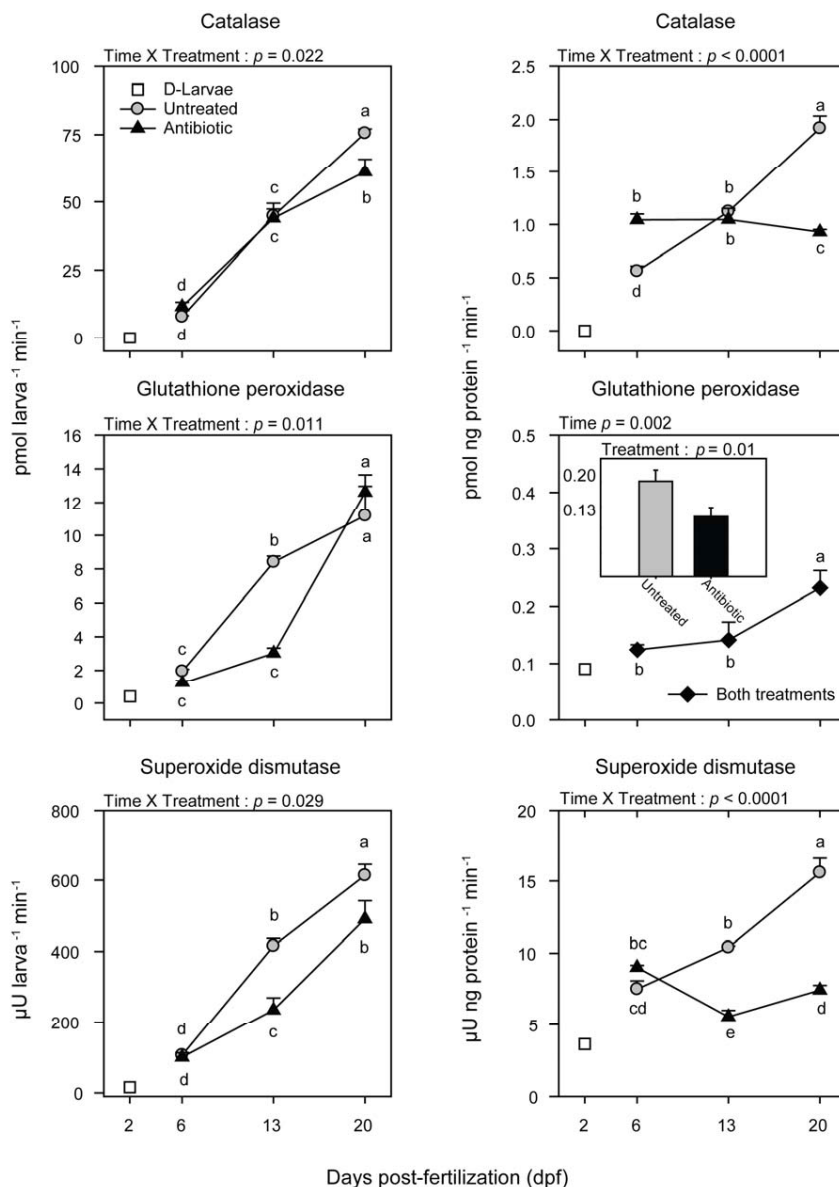 Catalase
Time X Treatment : p = 0.022
100
75
50
25
0
D-Larvae
Untreated
Antibiotic
d
d
c
c
a
b
Catalase
Time X Treatment : p < 0.0001
2.5
2.0
1.5
1.0
0.5
0.0
b
d
b
b
a
c
pmol larva -1 min-1
pmol ng protein -1 min-1
Glutathione peroxidase
Time X Treatment : p = 0.011
16
14
12
10
8
6
4
2
0
c
c
b
c
a
a
Glutathione peroxidase
Time p = 0.002
0.5
0.4
0.3
0.2
0.1
0.0
Treatment : p = 0.01
0.20
0.13
Untreated
Antibiotic
b
b
a
Both treatments
Superoxide dismutase
Time X Treatment : p = 0.029
800
600
400
200
0
µU larva-1 min-1
d
d
b
c
a
b
2 6 13 20
Superoxide dismutase
Time X Treatment : p < 0.0001
20
15
10
5
0
µU ng protein -1 min-1
bc
cd
b
e
a
d
2 6 13 20
Days post-fertilization (dpf)